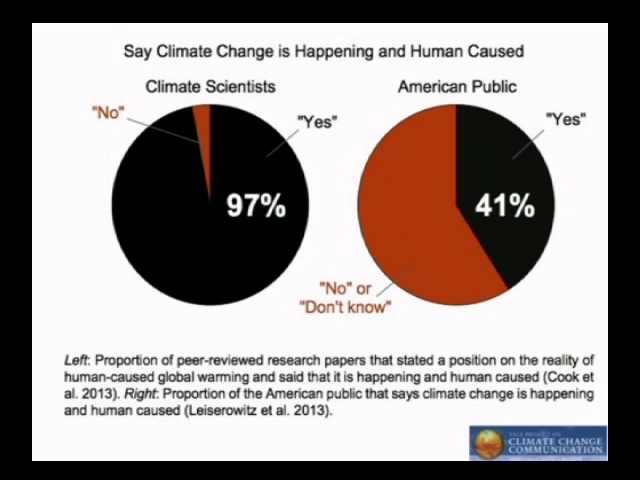 Say Climate Change is Happening and Human Caused
Climate Scientists
American Public
"No"
"Yes"
"Yes"
97%
41%
"No" or
"Don't know"
Left: Proportion of peer-reviewed research papers that stated a position on the reality of
human-caused global warming and said that it is happening and human caused (Cook et
al. 2013). Right: Proportion of the American public that says climate change is happening
and human caused (Leiserowitz et al. 2013).
YALE PROJECT ON
CLIMATE CHANGE
COMMUNICATION